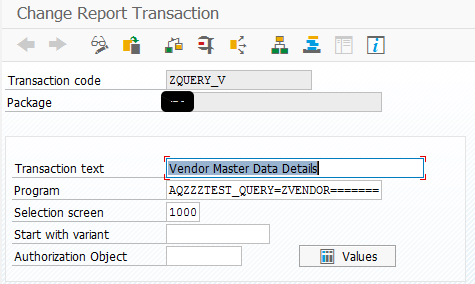 Change Report Transaction
Transaction code ZQUERY_V
Package
Transaction text Vendor Master Data Details
Program AQZZZTEST_QUERY=ZVENDOR=======
Selection screen 1000
Start with variant
Authorization Object Values